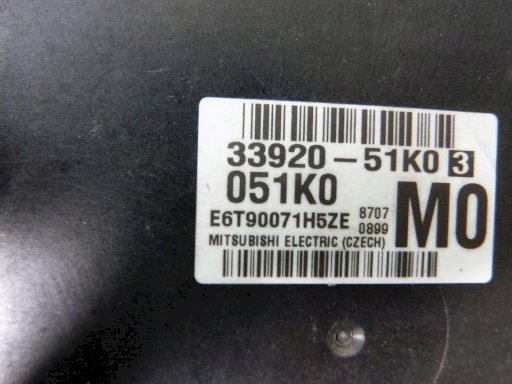 33920-51K0 3
051K0
E6T90071H5ZE 8707 0899
MITSUBISHI ELECTRIC (CZECH)
M0